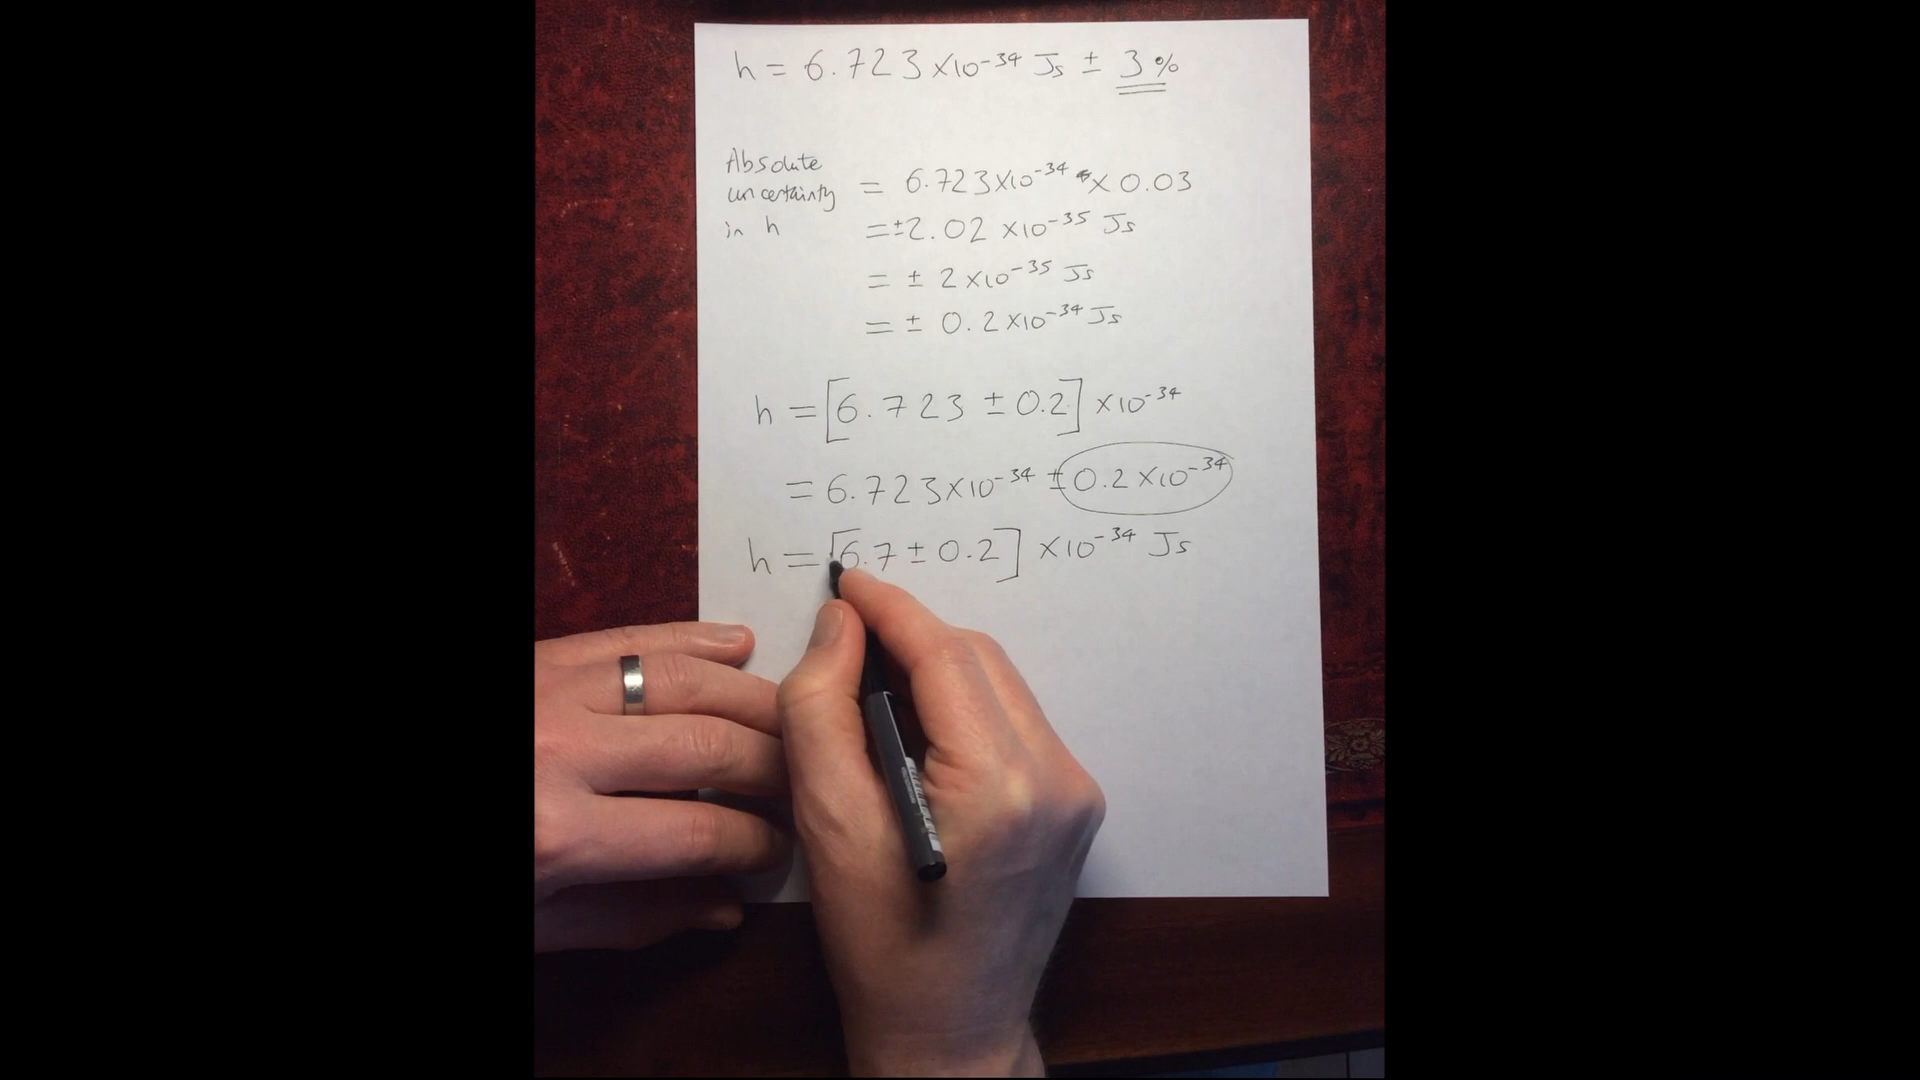 h = 6.723 ×10⁻³⁴ Js ± 3%
Absolute
uncertainty
in h
= 6.723×10⁻³⁴ × 0.03
= ±2.02 ×10⁻³⁵ Js
= ± 2×10⁻³⁵ Js
= ± 0.2×10⁻³⁴ Js
h = [6.723 ± 0.2] ×10⁻³⁴
= 6.723×10⁻³⁴ ± 0.2×10⁻³⁴
h = [6.7 ± 0.2] ×10⁻³⁴ Js